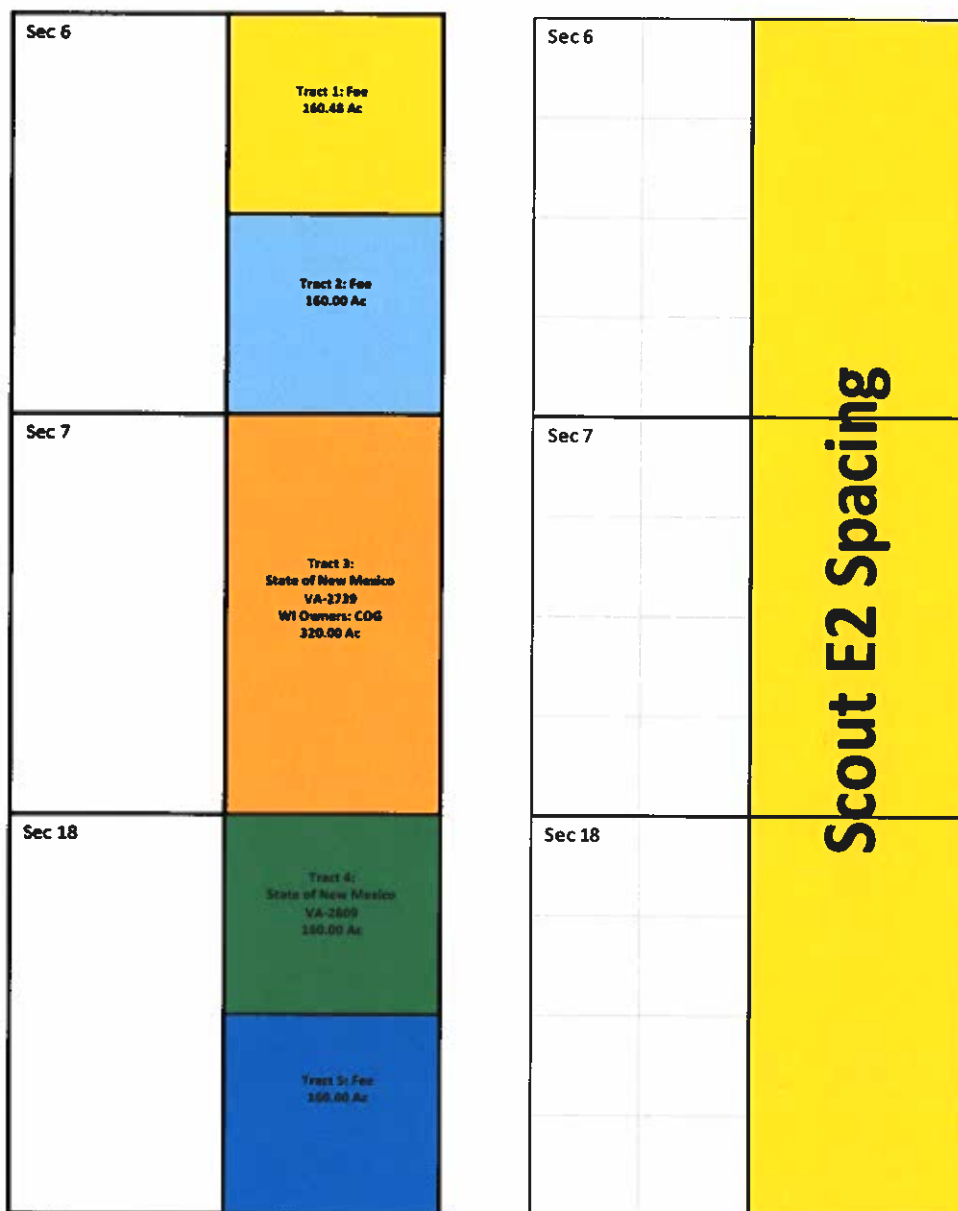 Sec 6
Tract 1: Fee
160.48 Ac
Tract 2: Fee
160.00 Ac
Sec 7
Tract 3:
State of New Mexico
VA-2739
WI Owners: COG
320.00 Ac
Sec 18
Tract 4:
State of New Mexico
VA-2609
160.00 Ac
Tract 5: Fee
160.00 Ac
Sec 6
Sec 7
Sec 18
Scout E2 Spacing